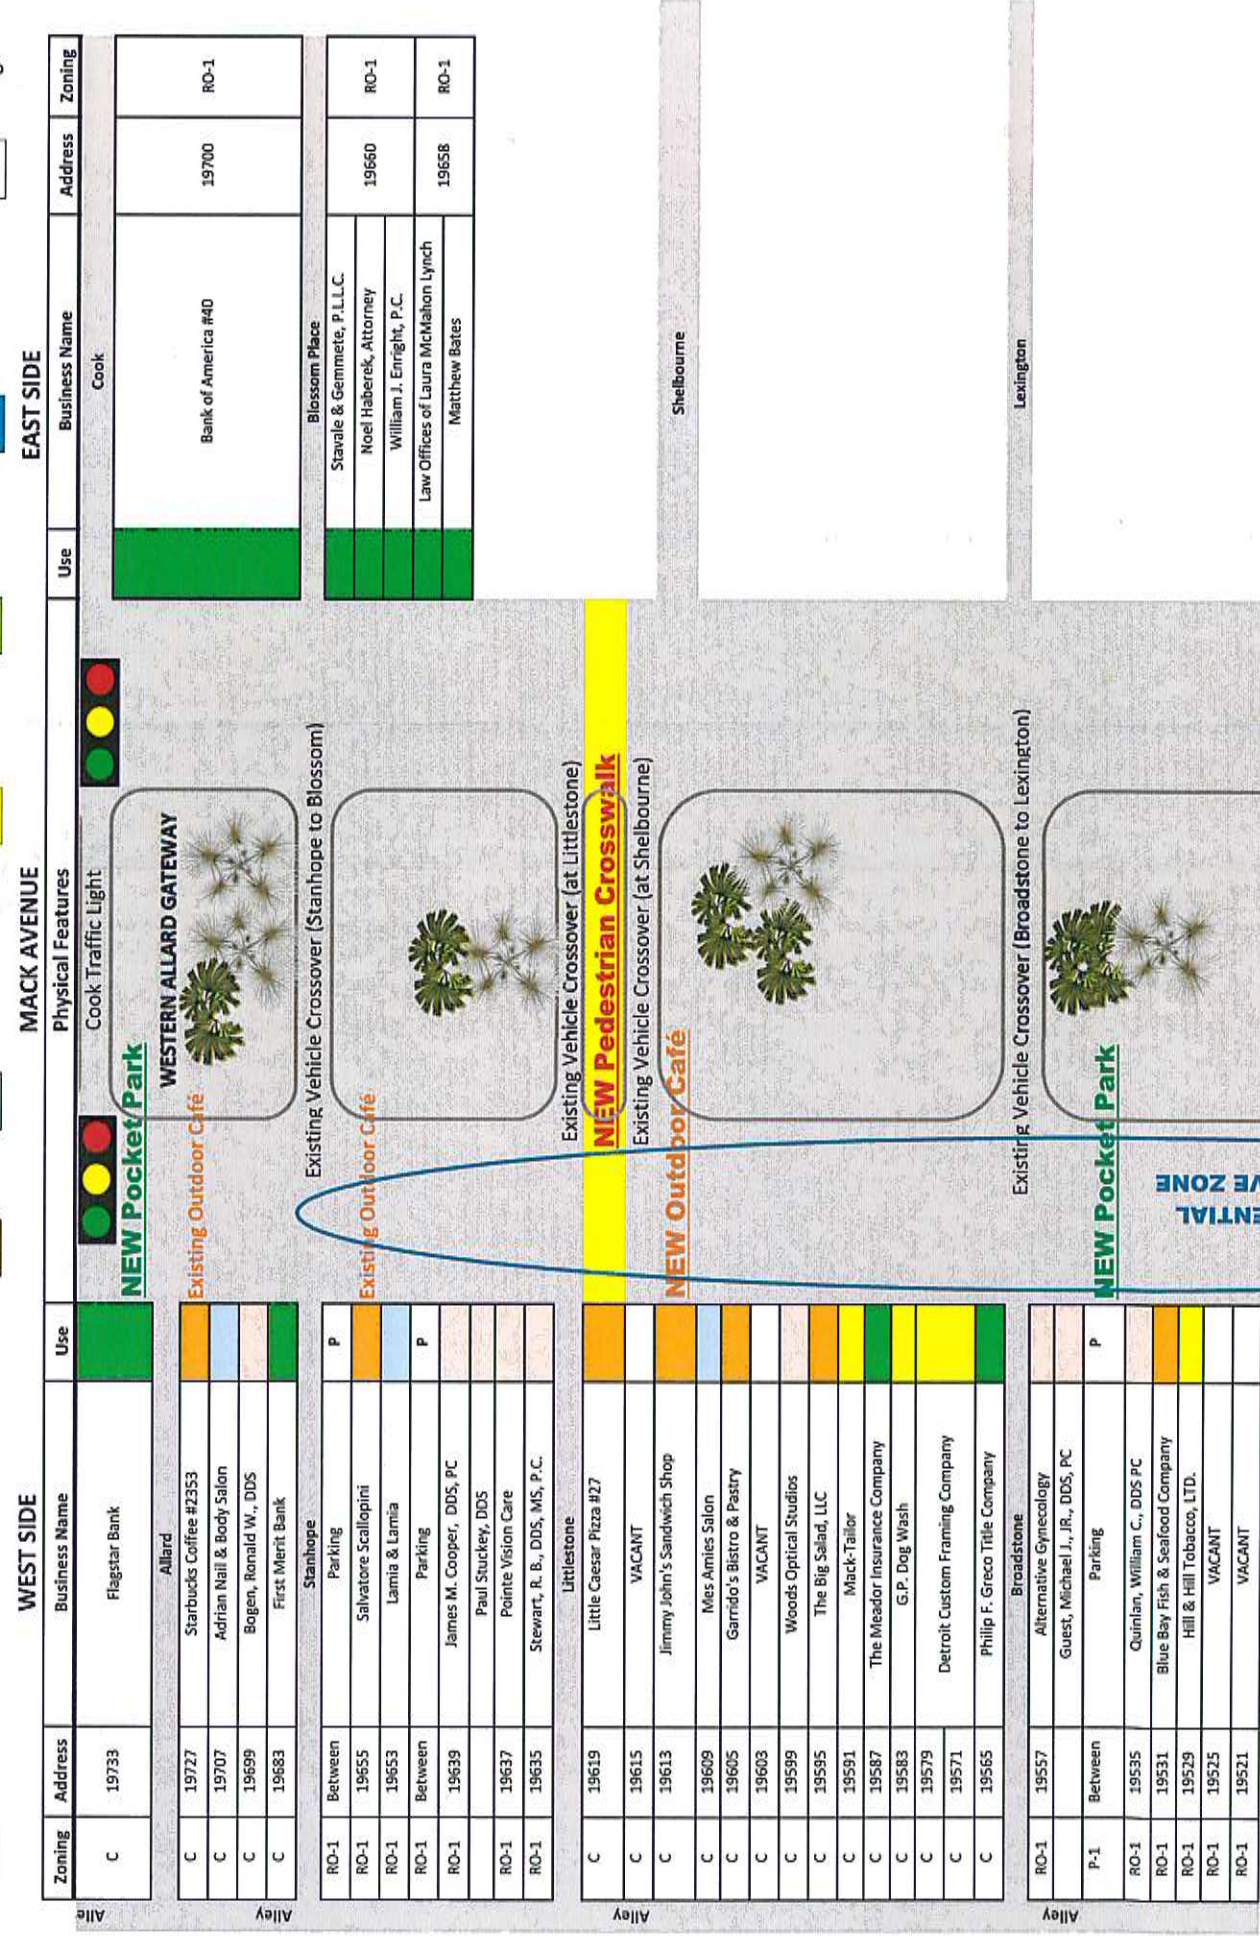 WEST SIDE
MACK AVENUE
EAST SIDE
Zoning Address Business Name Use Physical Features Use Business Name Address Zoning
C 19733 Flagstar Bank
Cook Traffic Light
Cook
NEW Pocket Park
Allard
WESTERN ALLARD GATEWAY
Bank of America #40 19700 RO-1
C 19727 Starbucks Coffee #2353
Existing Outdoor Café
C 19707 Adrian Nail & Body Salon
C 19699 Bogen, Ronald W., DDS
C 19683 First Merit Bank
Stanhope
Existing Vehicle Crossover (Stanhope to Blossom)
Blossom Place
RO-1 Between Parking P
Stavale & Gemmete, P.L.L.C.
RO-1 19655 Salvatore Scallopini
Existing Outdoor Café
Noel Haberek, Attorney 19660 RO-1
RO-1 19653 Lamia & Lamia
William J. Enright, P.C.
RO-1 Between Parking P
Law Offices of Laura McMahon Lynch
RO-1 19639 James M. Cooper, DDS, PC
19658 RO-1
Matthew Bates
Paul Stuckey, DDS
RO-1 19637 Pointe Vision Care
RO-1 19635 Stewart, R. B., DDS, MS, P.C.
Littlestone
Existing Vehicle Crossover (at Littlestone)
C 19619 Little Caesar Pizza #27
NEW Pedestrian Crosswalk
C 19615 VACANT
Existing Vehicle Crossover (at Shelbourne)
C 19613 Jimmy John's Sandwich Shop
NEW Outdoor Café
Shelbourne
C 19609 Mes Amies Salon
C 19605 Garrido's Bistro & Pastry
C 19603 VACANT
C 19599 Woods Optical Studios
C 19595 The Big Salad, LLC
C 19591 Mack-Tailor
C 19587 The Meador Insurance Company
C 19583 G.P. Dog Wash
C 19579
Detroit Custom Framing Company
C 19571
C 19565 Philip F. Greco Title Company
Broadstone
Existing Vehicle Crossover (Broadstone to Lexington)
Lexington
RO-1 19557 Alternative Gynecology
Guest, Michael J., JR., DDS, PC
P-1 Between Parking P
NEW Pocket Park
RO-1 19535 Quinlan, William C., DDS PC
RO-1 19531 Blue Bay Fish & Seafood Company
RO-1 19529 Hill & Hill Tobacco, LTD.
RO-1 19525 VACANT
RO-1 19521 VACANT
ENTIAL
VE ZONE
Alle
Alley
Alley
Alley